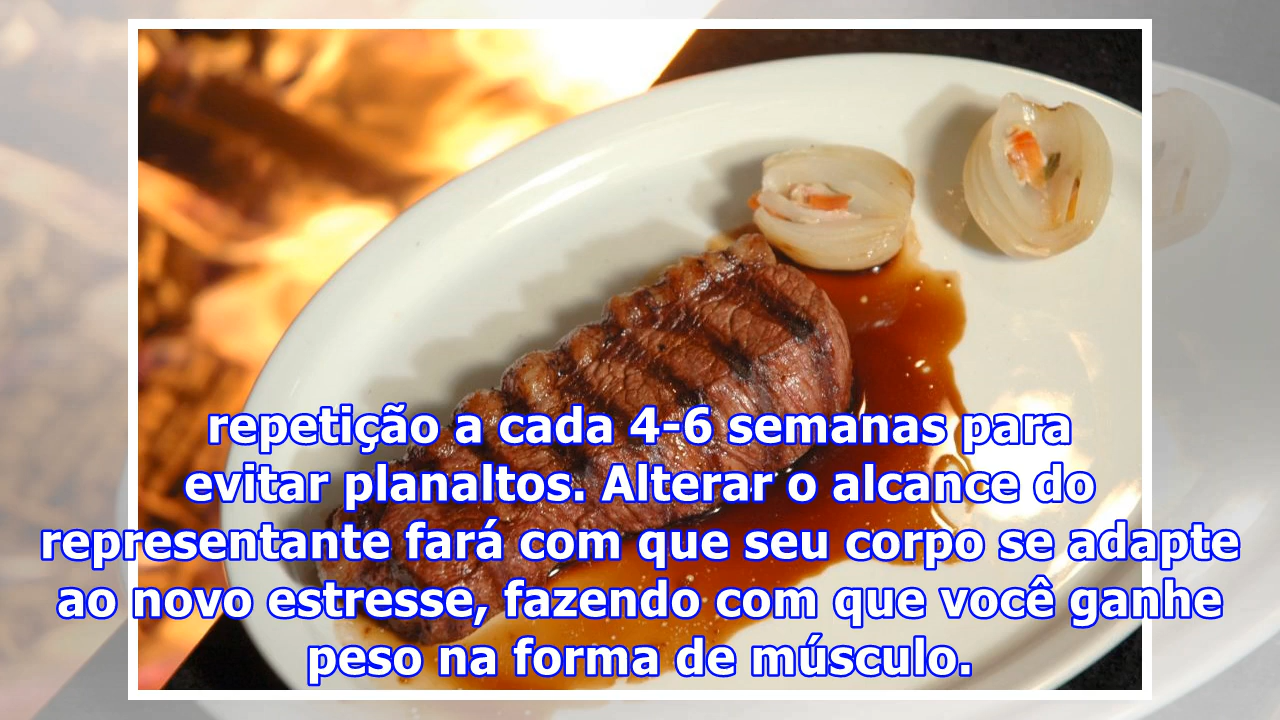 repetição a cada 4-6 semanas para
evitar planaltos. Alterar o alcance do
representante fará com que seu corpo se adapte
ao novo estresse, fazendo com que você ganhe
peso na forma de músculo.